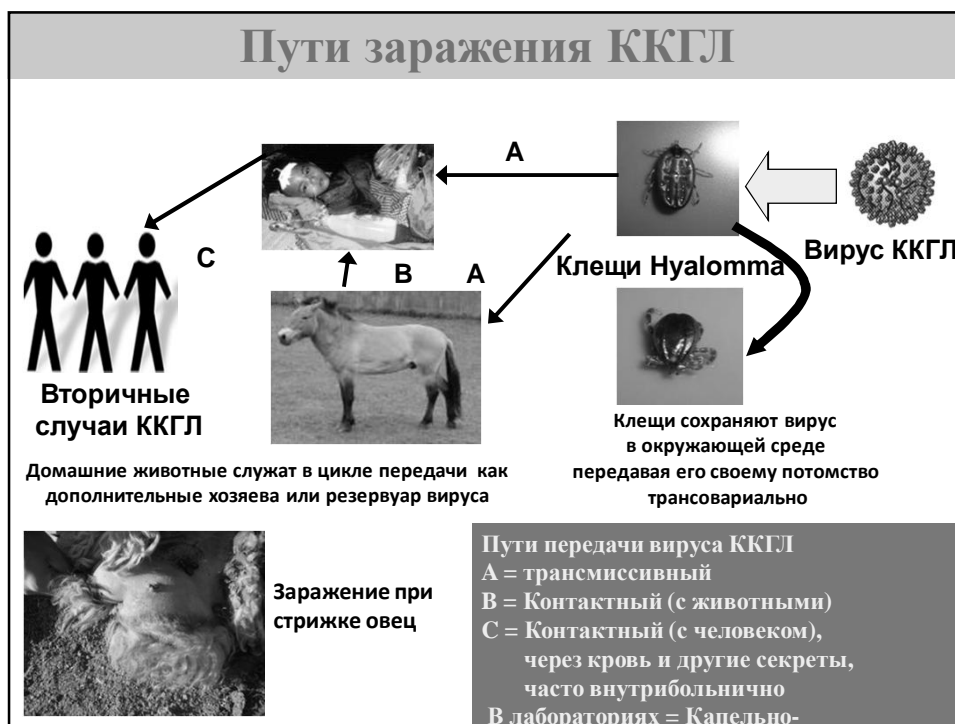 Пути заражения ККГЛ
A
Вирус ККГЛ
Клещи Hyalomma
C
B
A
Вторичные
случаи ККГЛ
Клещи сохраняют вирус
в окружающей среде
передавая его своему потомство
трансовариально
Домашние животные служат в цикле передачи как
дополнительные хозяева или резервуар вируса
Заражение при
стрижке овец
Пути передачи вируса ККГЛ
A = трансмиссивный
B = Контактный (с животными)
C = Контактный (с человеком),
через кровь и другие секреты,
часто внутрибольнично
В лабораториях = Капельно-